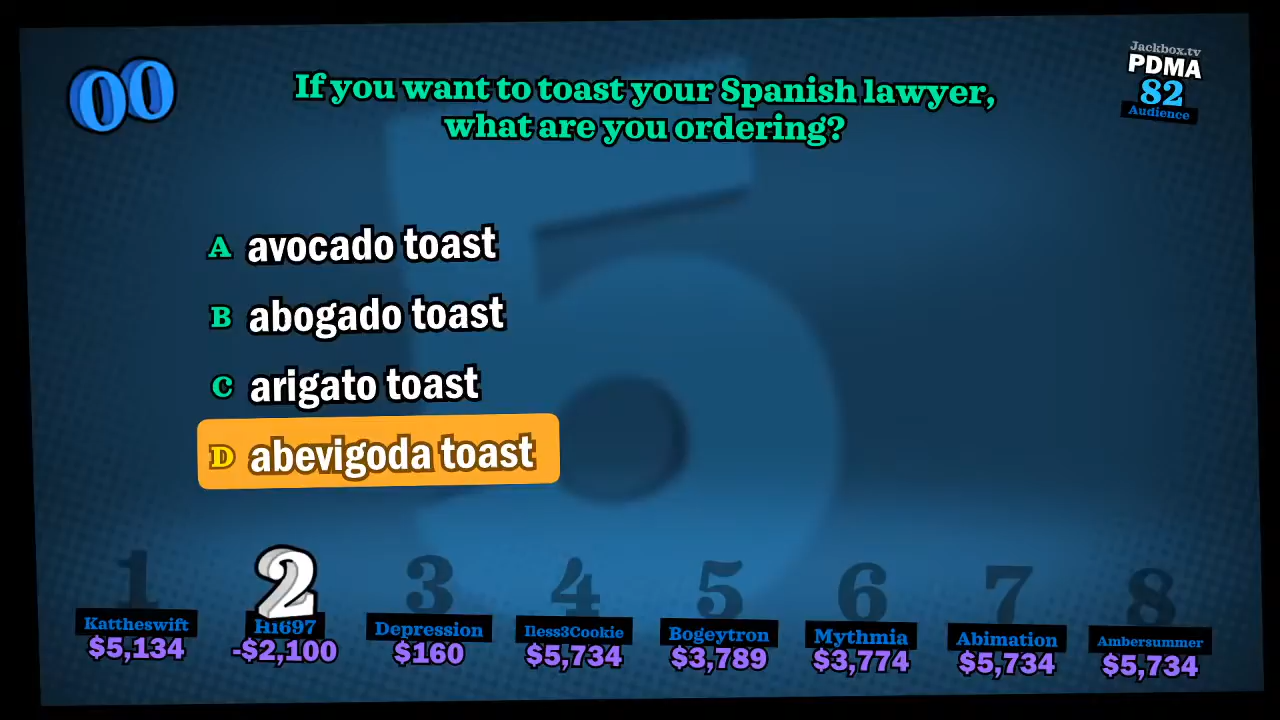 00
If you want to toast your Spanish lawyer,
what are you ordering?
Jackbox.tv
PDMA
82
Audience
A avocado toast
B abogado toast
C arigato toast
D abevigoda toast
1 2 3 4 5 6 7 8
Kattheswift H1697 Depression Iless3Cookie Bogeytron Mythmia Abimation Ambersummer
$5,134 -$2,100 $160 $5,734 $3,789 $3,774 $5,734 $5,734